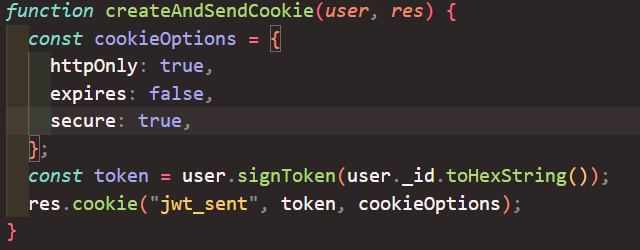 function createAndSendCookie(user, res) {
const cookieOptions = {
httpOnly: true,
expires: false,
secure: true,
};
const token = user.signToken(user._id.toHexString());
res.cookie("jwt_sent", token, cookieOptions);
}